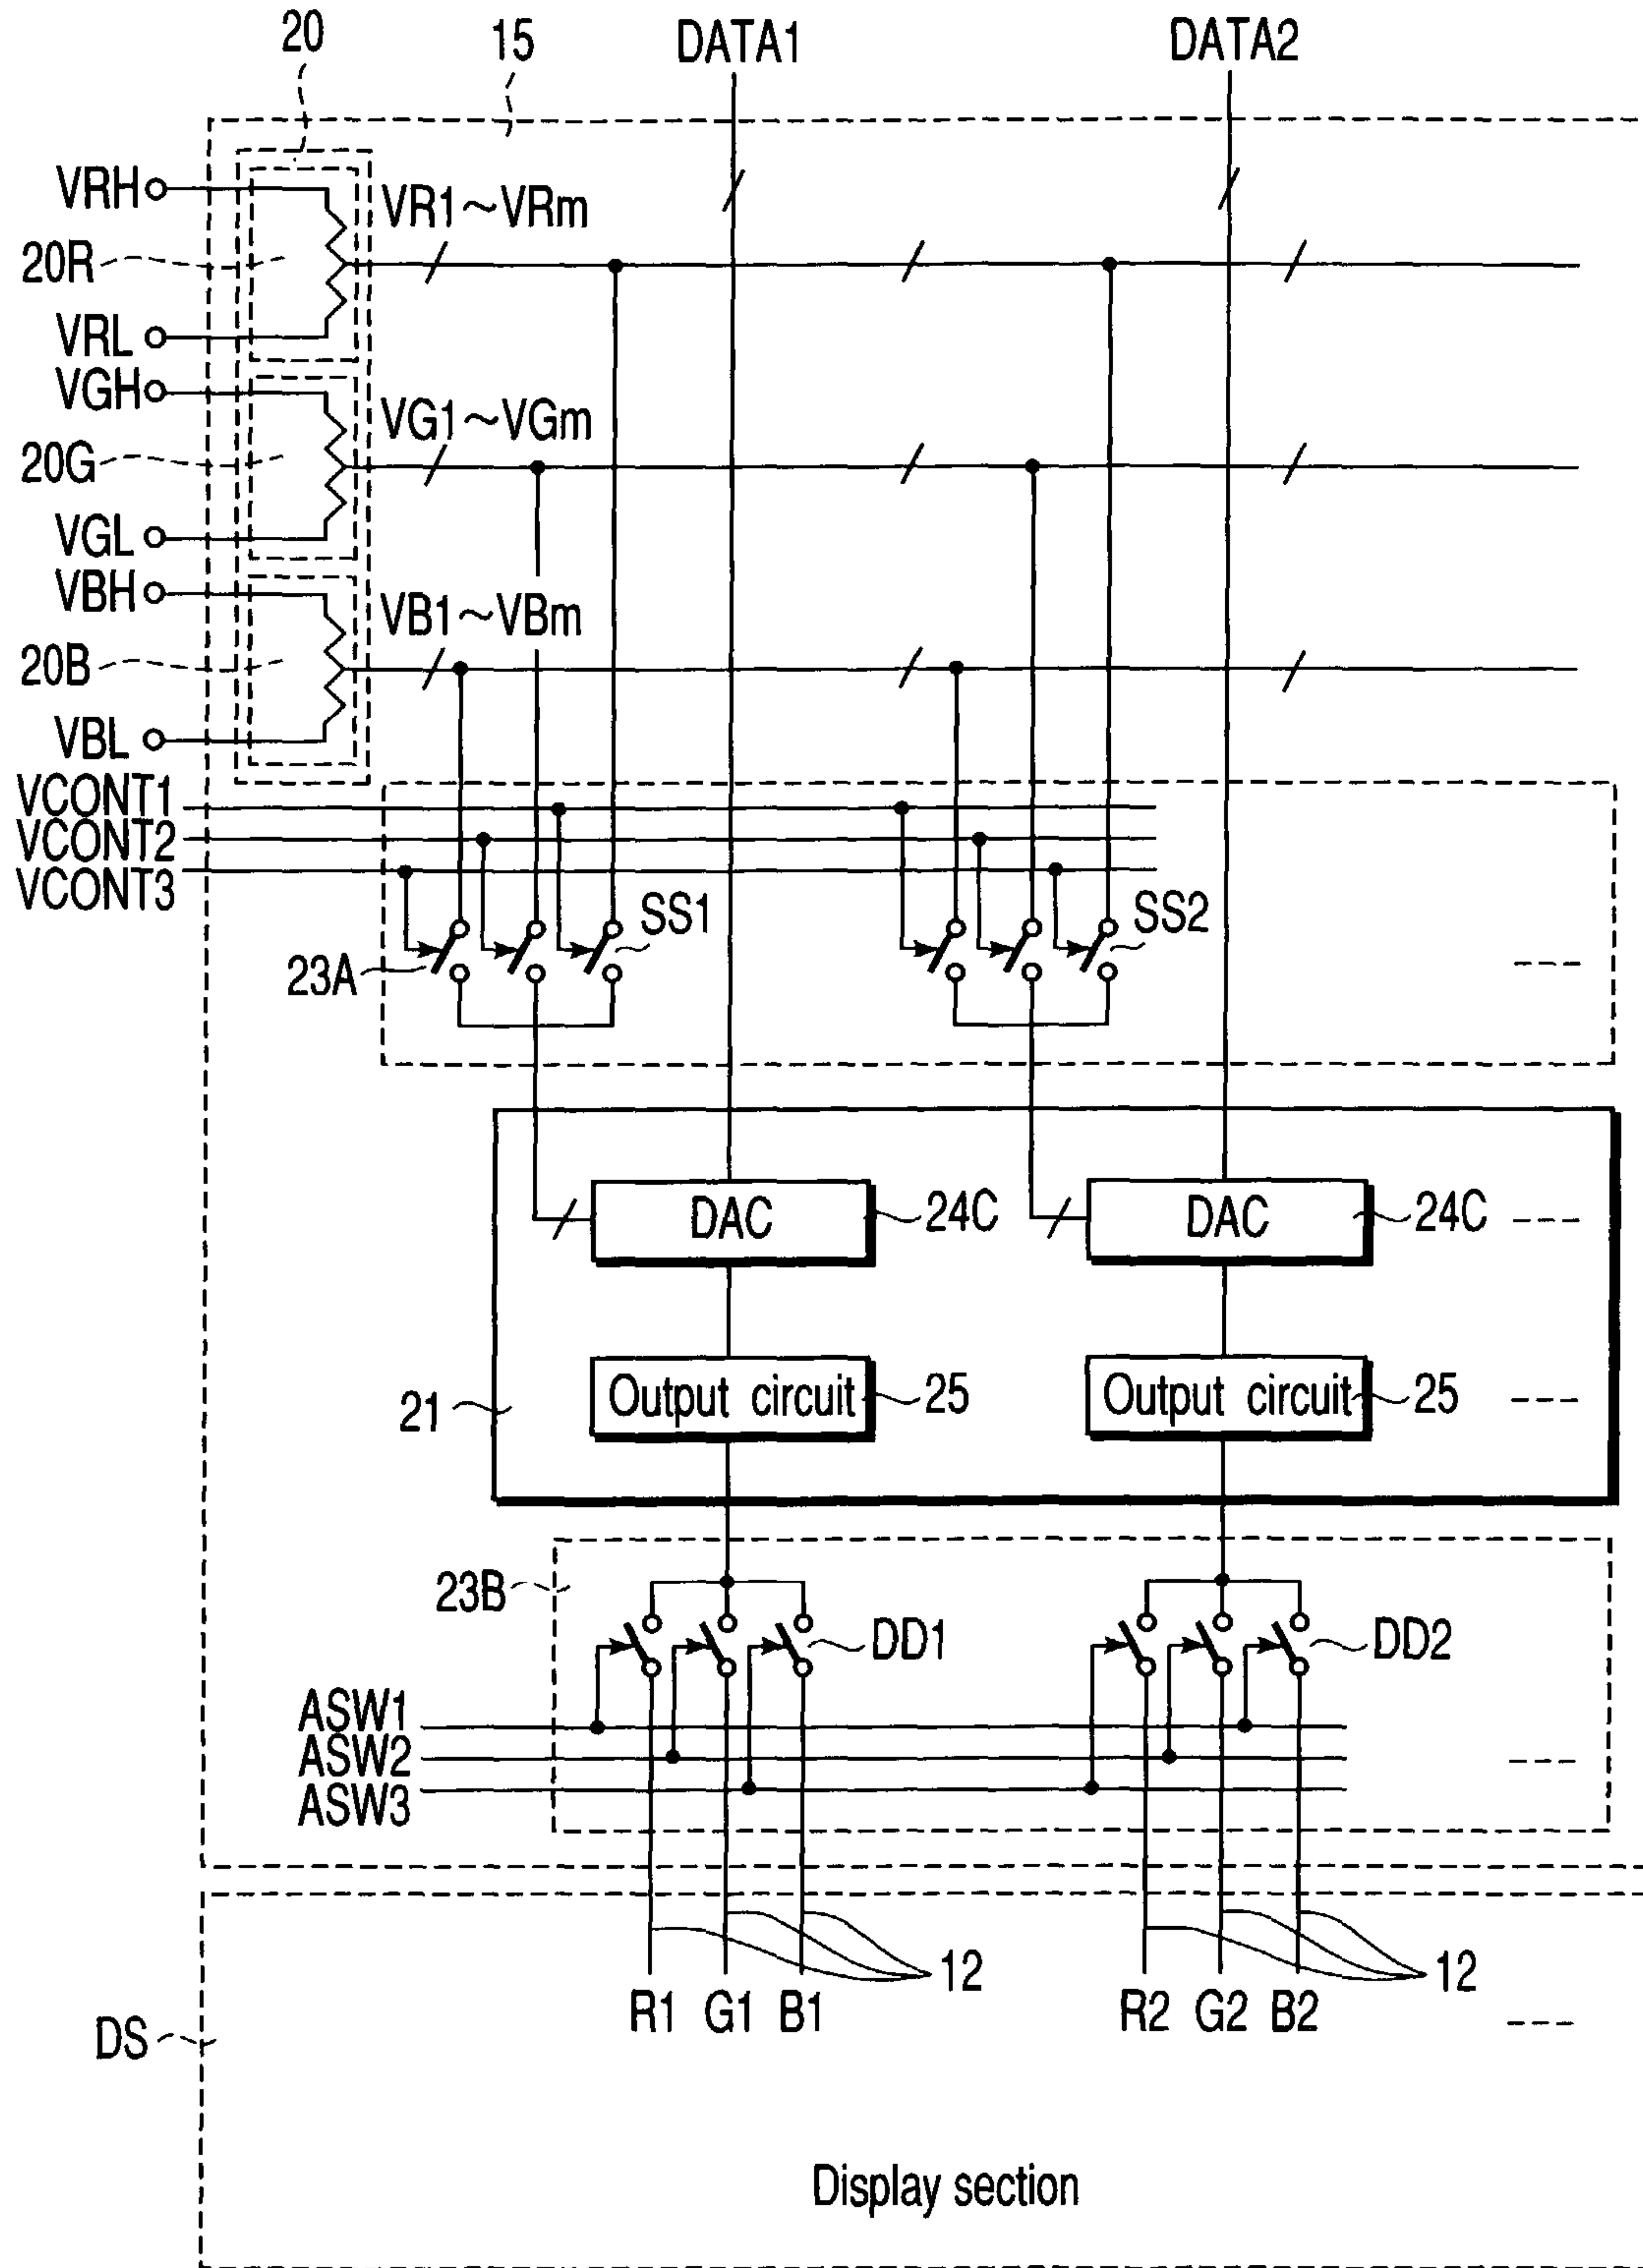 20
15
DATA1
DATA2
VRH
VR1~VRm
20R
VRL
VGH
VG1~VGm
20G
VGL
VBH
VB1~VBm
20B
VBL
VCONT1
VCONT2
VCONT3
SS1
SS2
23A
DAC
24C
DAC
24C
Output circuit
25
Output circuit
25
21
23B
DD1
DD2
ASW1
ASW2
ASW3
12
12
R1 G1 B1
R2 G2 B2
DS
Display section